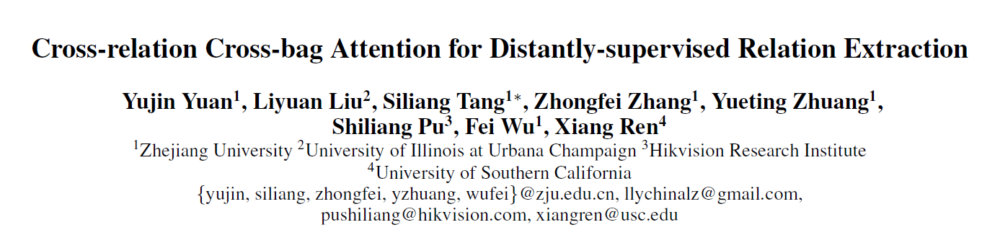 Cross-relation Cross-bag Attention for Distantly-supervised Relation Extraction
Yujin Yuan¹, Liyuan Liu², Siliang Tang¹*, Zhongfei Zhang¹, Yueting Zhuang¹,
Shiliang Pu³, Fei Wu¹, Xiang Ren⁴
¹Zhejiang University ²University of Illinois at Urbana Champaign ³Hikvision Research Institute
⁴University of Southern California
{yujin, siliang, zhongfei, yzhuang, wufei}@zju.edu.cn, llychinalz@gmail.com,
pushiliang@hikvision.com, xiangren@usc.edu